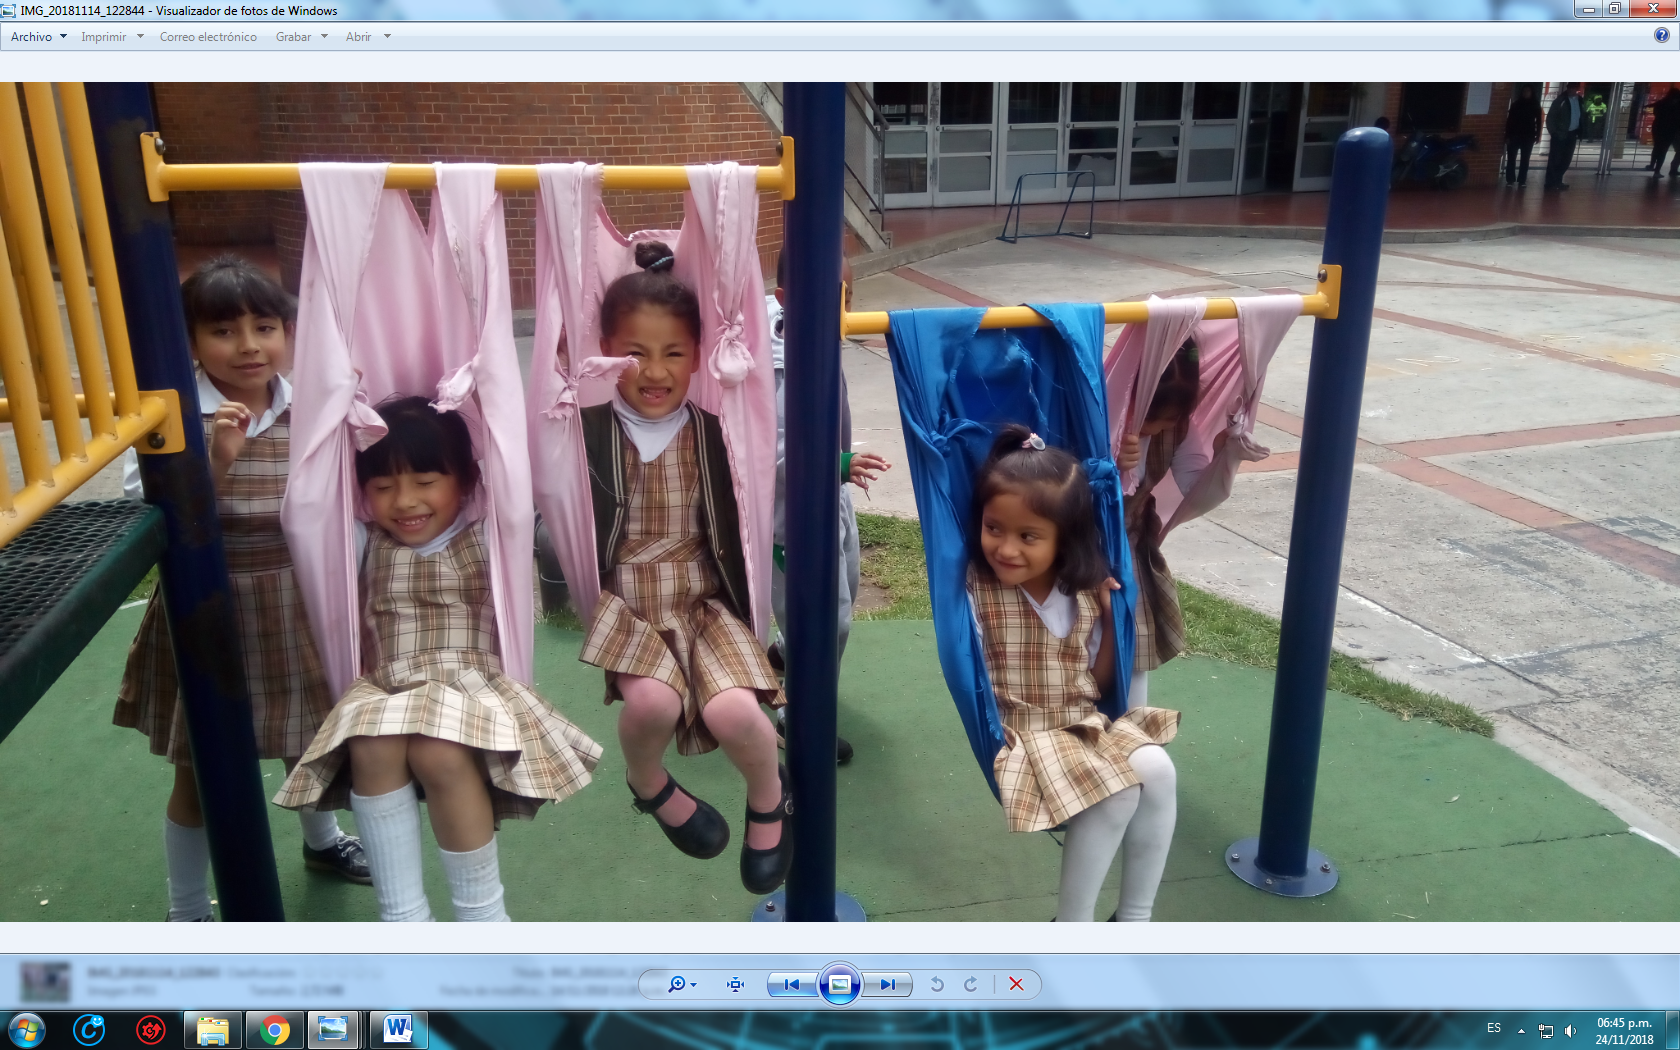 IMG_20181114_122844 - Visualizador de fotos de Windows
Archivo Imprimir Correo electrónico Grabar Abrir
ES
06:45 p.m.
24/11/2018